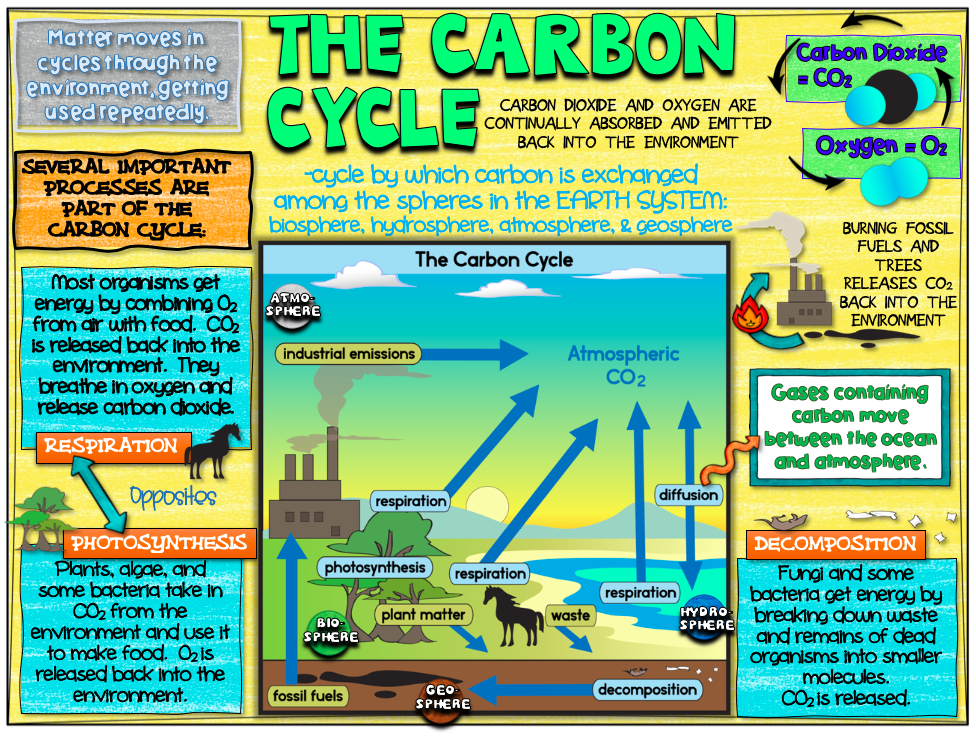 Matter moves in
cycles through the
environment, getting
used repeatedly.
THE CARBON
CYCLE
CARBON DIOXIDE AND OXYGEN ARE
CONTINUALLY ABSORBED AND EMITTED
BACK INTO THE ENVIRONMENT
Carbon Dioxide
= CO₂
Oxygen = O₂
-cycle by which carbon is exchanged
among the spheres in the EARTH SYSTEM:
biosphere, hydrosphere, atmosphere, & geosphere
SEVERAL IMPORTANT
PROCESSES ARE
PART OF THE
CARBON CYCLE:
Most organisms get
energy by combining O₂
from air with food. CO₂
is released back into the
environment. They
breathe in oxygen and
release carbon dioxide.
RESPIRATION
Opposites
PHOTOSYNTHESIS
Plants, algae, and
some bacteria take in
CO₂ from the
environment and use it
to make food. O₂ is
released back into the
environment.
The Carbon Cycle
ATMO-
SPHERE
industrial emissions
Atmospheric
CO₂
respiration
diffusion
photosynthesis
respiration
respiration
plant matter
waste
BIO-
SPHERE
HYDRO-
SPHERE
fossil fuels
GEO-
SPHERE
decomposition
BURNING FOSSIL
FUELS AND
TREES
RELEASES CO₂
BACK INTO THE
ENVIRONMENT
Gases containing
carbon move
between the ocean
and atmosphere.
DECOMPOSITION
Fungi and some
bacteria get energy by
breaking down waste
and remains of dead
organisms into smaller
molecules.
CO₂ is released.